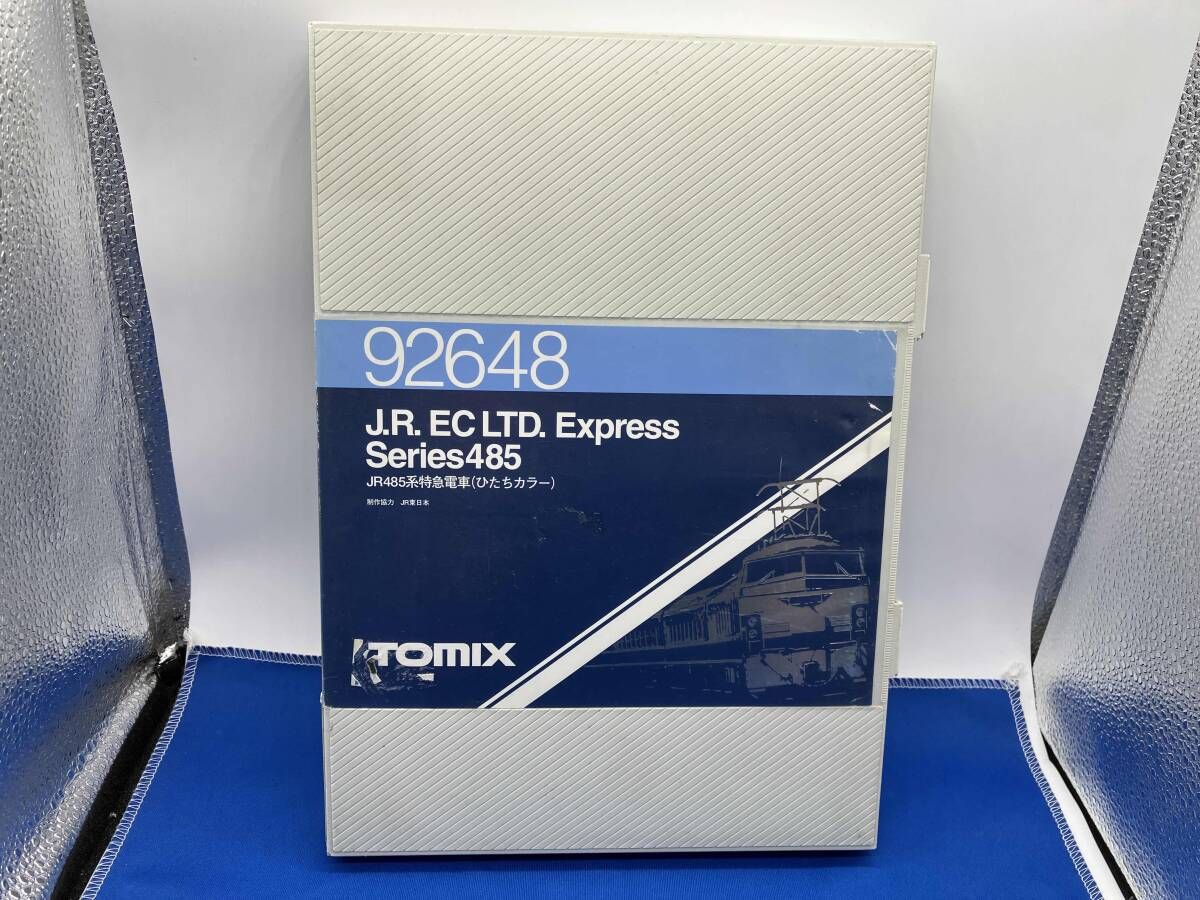 92648
J.R. EC LTD. Express
Series485
JR485系特急電車(ひたちカラー)
制作協力 JR東日本
TOMIX